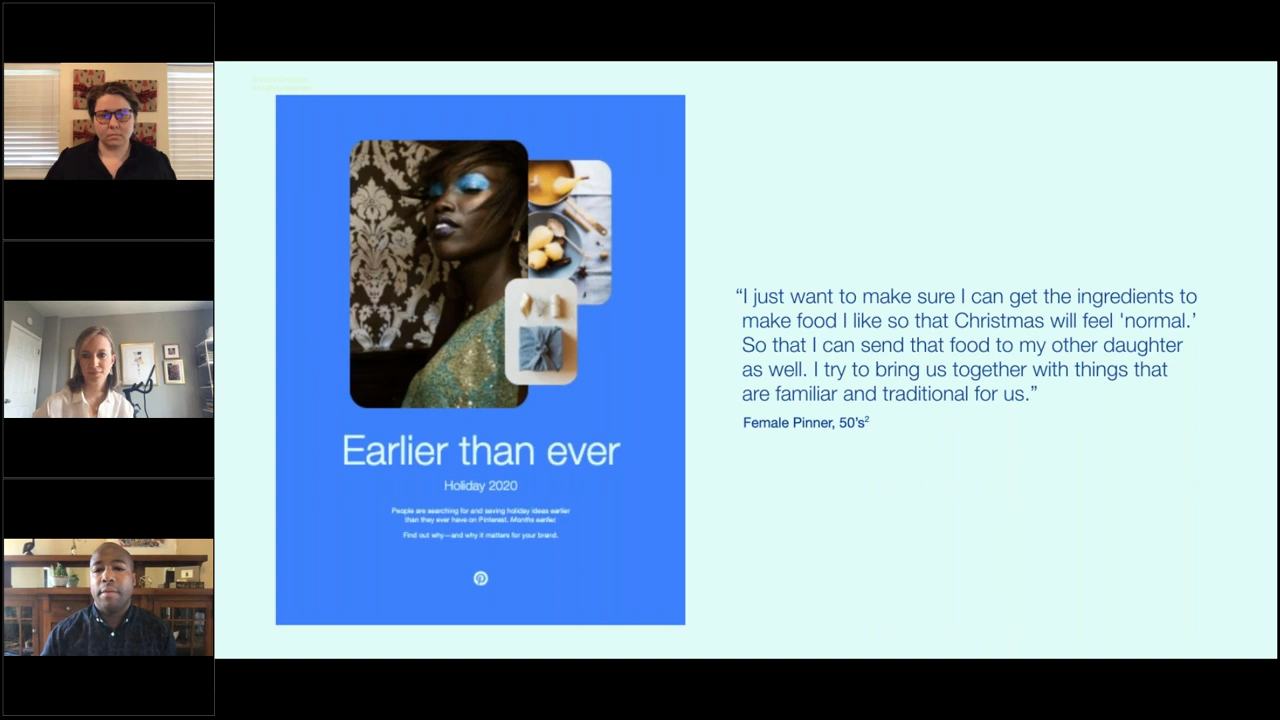 Earlier than ever
Holiday 2020
People are searching for and saving holiday ideas earlier
than they ever have on Pinterest. Months earlier.
Find out why—and why it matters for your brand.
“I just want to make sure I can get the ingredients to
make food I like so that Christmas will feel 'normal.’
So that I can send that food to my other daughter
as well. I try to bring us together with things that
are familiar and traditional for us.”
Female Pinner, 50’s²